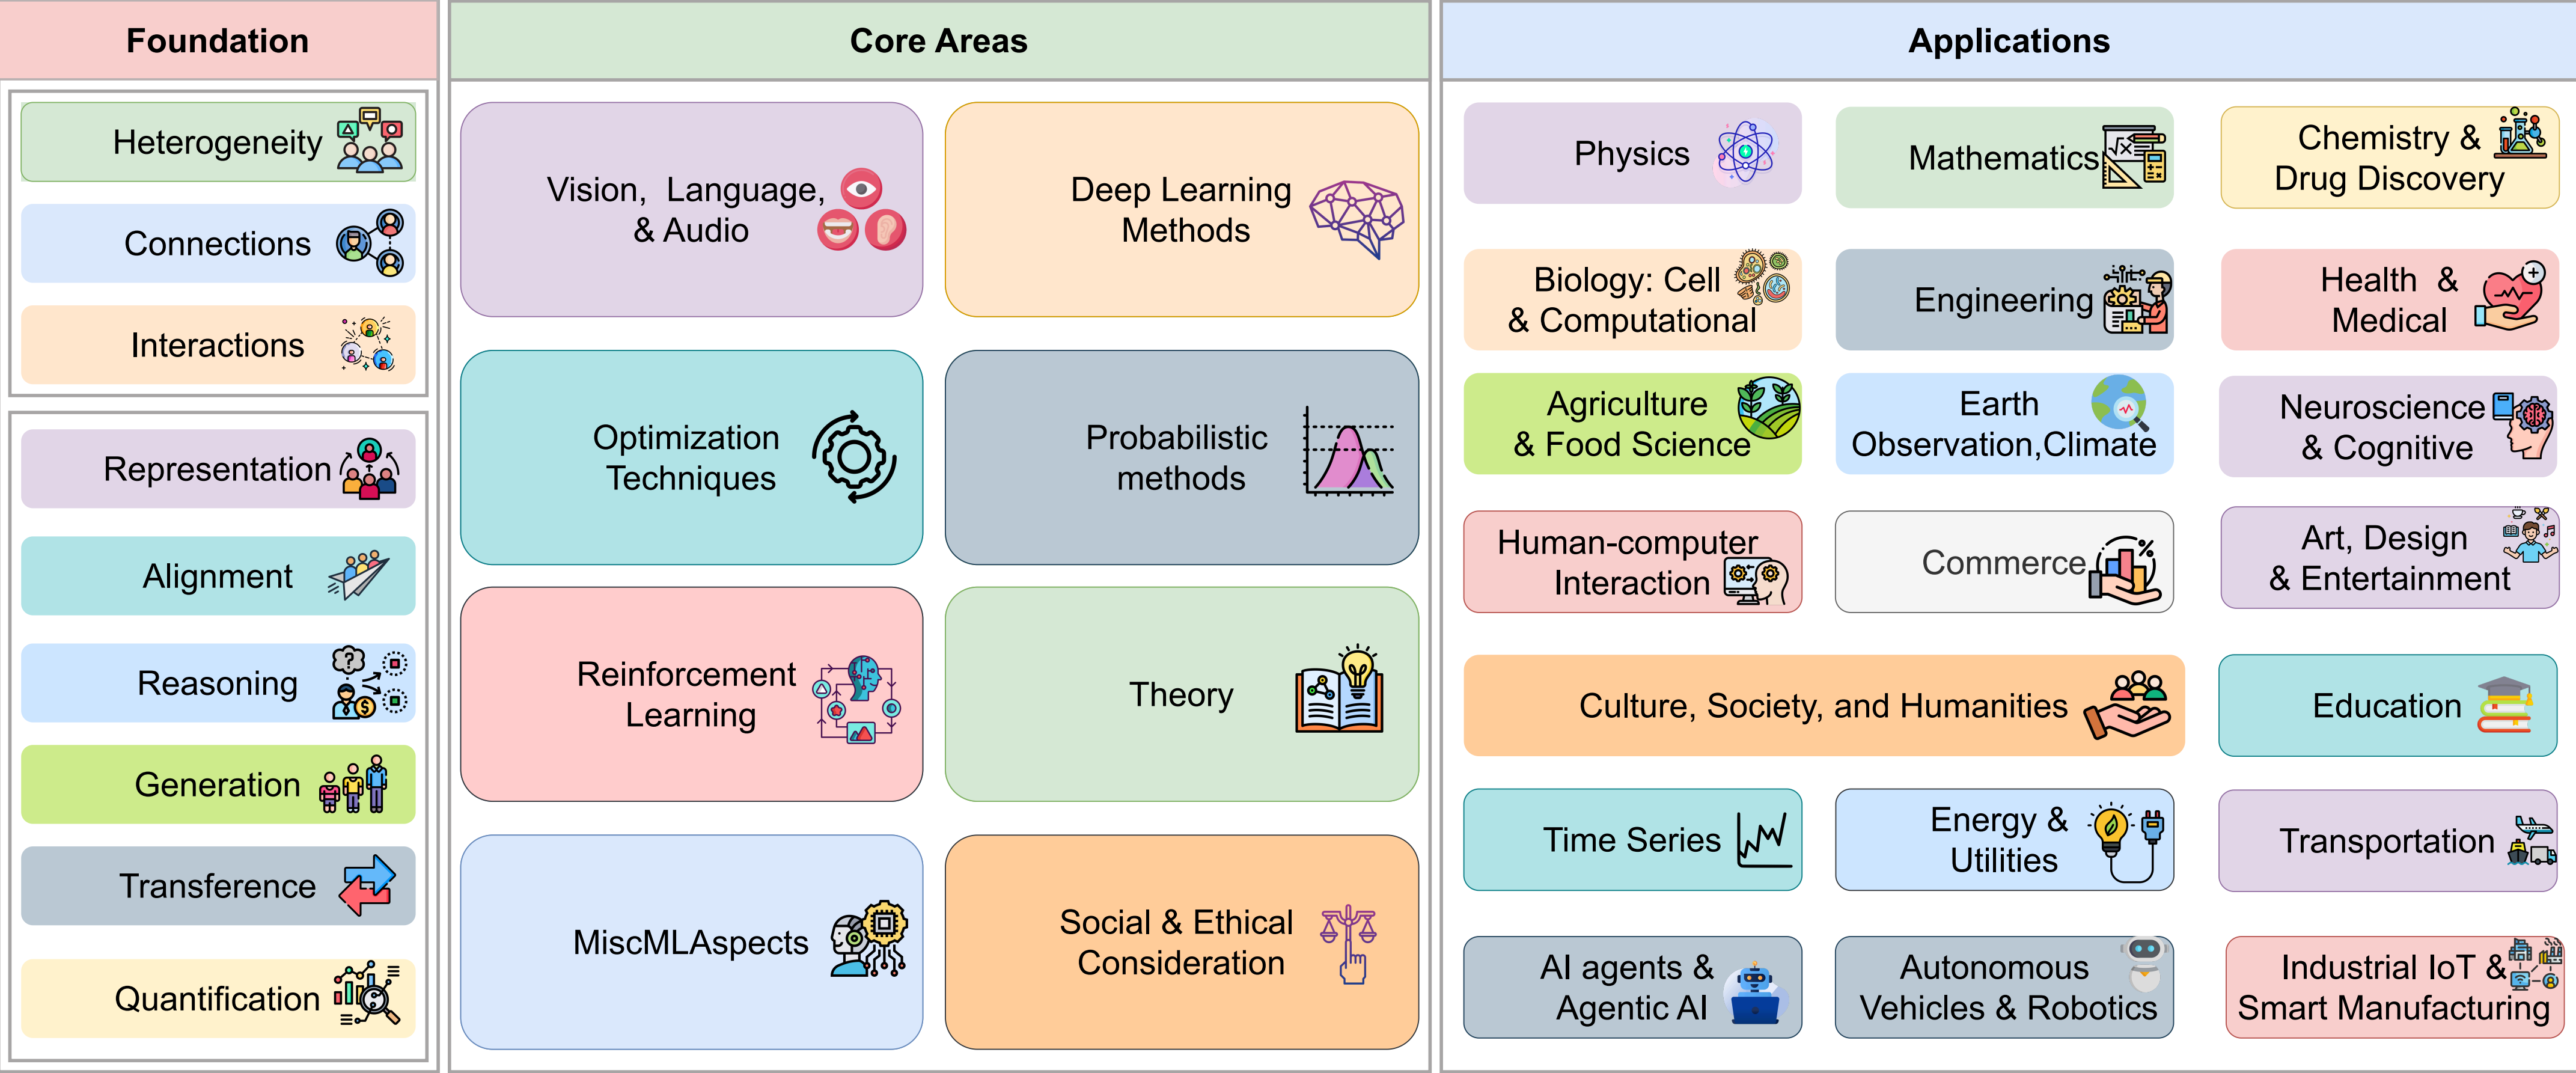 Foundation
Heterogeneity
Connections
Interactions
Representation
Alignment
Reasoning
Generation
Transference
Quantification
Core Areas
Vision, Language,
& Audio
Deep Learning
Methods
Optimization
Techniques
Probabilistic
methods
Reinforcement
Learning
Theory
MiscMLAspects
Social & Ethical
Consideration
Applications
Physics
Mathematics
Chemistry &
Drug Discovery
Biology: Cell
& Computational
Engineering
Health &
Medical
Agriculture
& Food Science
Earth
Observation,Climate
Neuroscience
& Cognitive
Human-computer
Interaction
Commerce
Art, Design
& Entertainment
Culture, Society, and Humanities
Education
Time Series
Energy &
Utilities
Transportation
AI agents &
Agentic AI
Autonomous
Vehicles & Robotics
Industrial IoT &
Smart Manufacturing